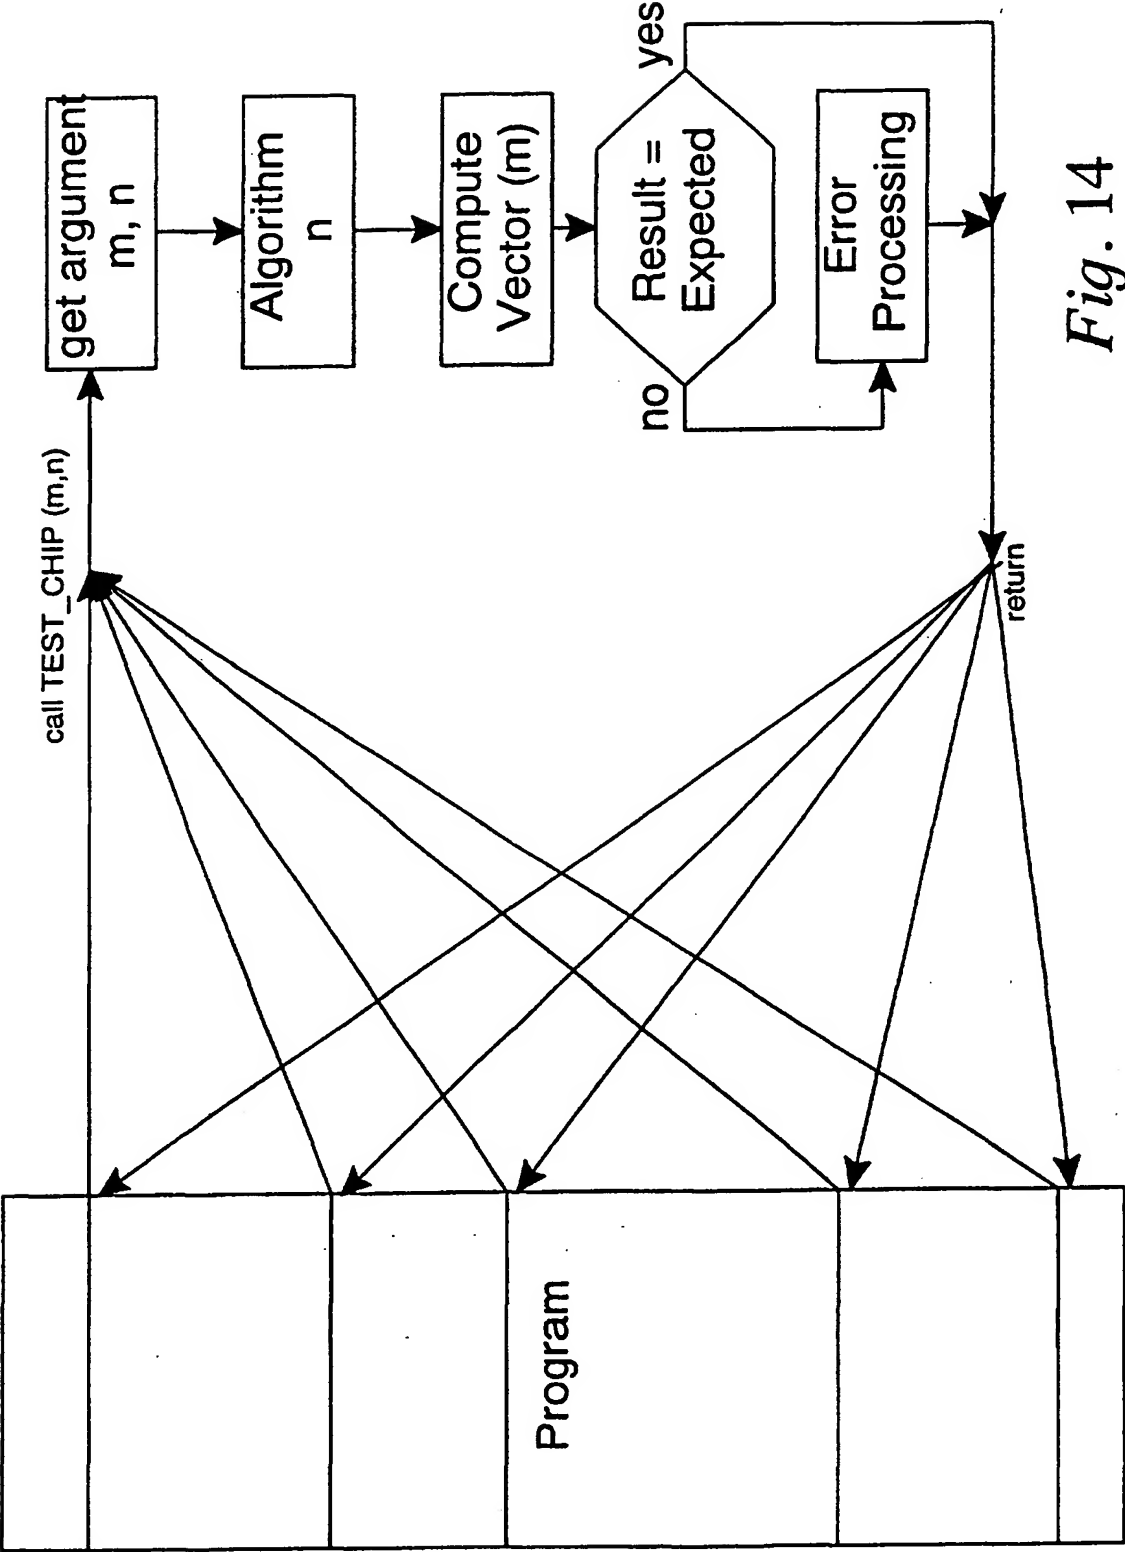 Program
call TEST_CHIP (m,n)
get argument
m, n
Algorithm
n
Compute
Vector (m)
Result =
Expected
yes
no
Error
Processing
return
Fig. 14